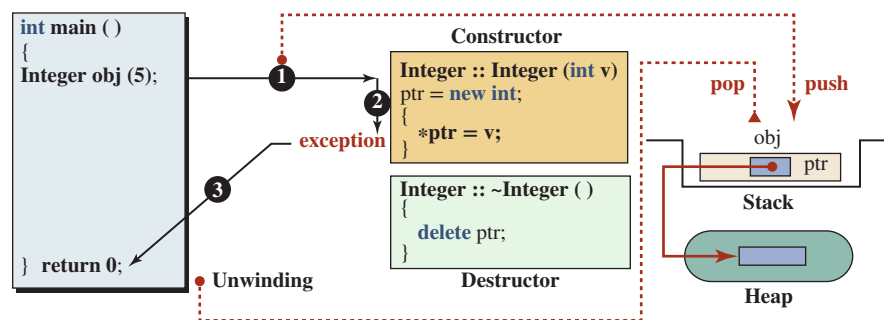 int main ( )
{
Integer obj (5);
} return 0;
1
2
exception
3
Unwinding
Constructor
Integer :: Integer (int v)
ptr = new int;
{
*ptr = v;
}
Integer :: ~Integer ( )
{
delete ptr;
}
Destructor
pop
push
obj
ptr
Stack
Heap